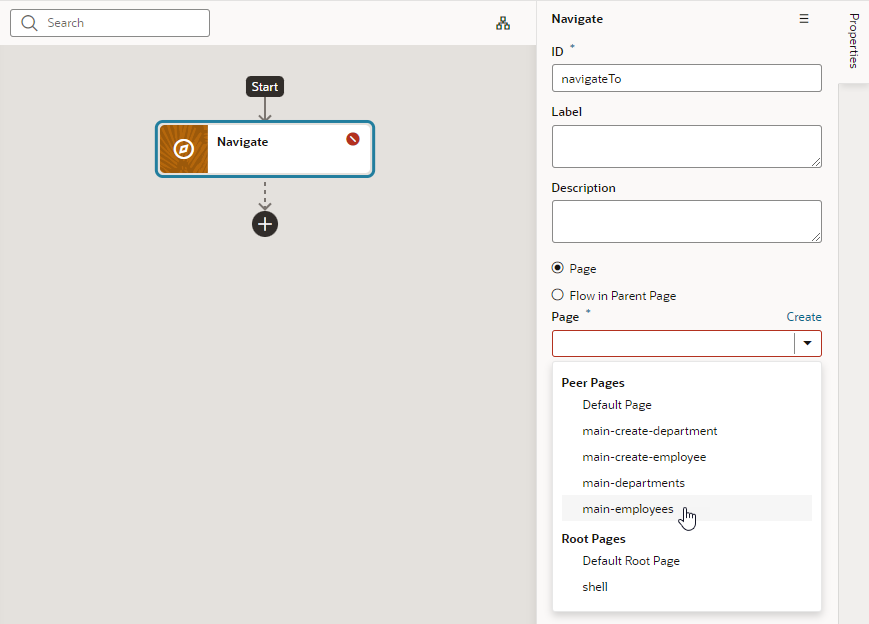 Search
Start
Navigate
Navigate
Properties
ID *
navigateTo
Label
Description
Page
Flow in Parent Page
Page *
Create
Peer Pages
Default Page
main-create-department
main-create-employee
main-departments
main-employees
Root Pages
Default Root Page
shell